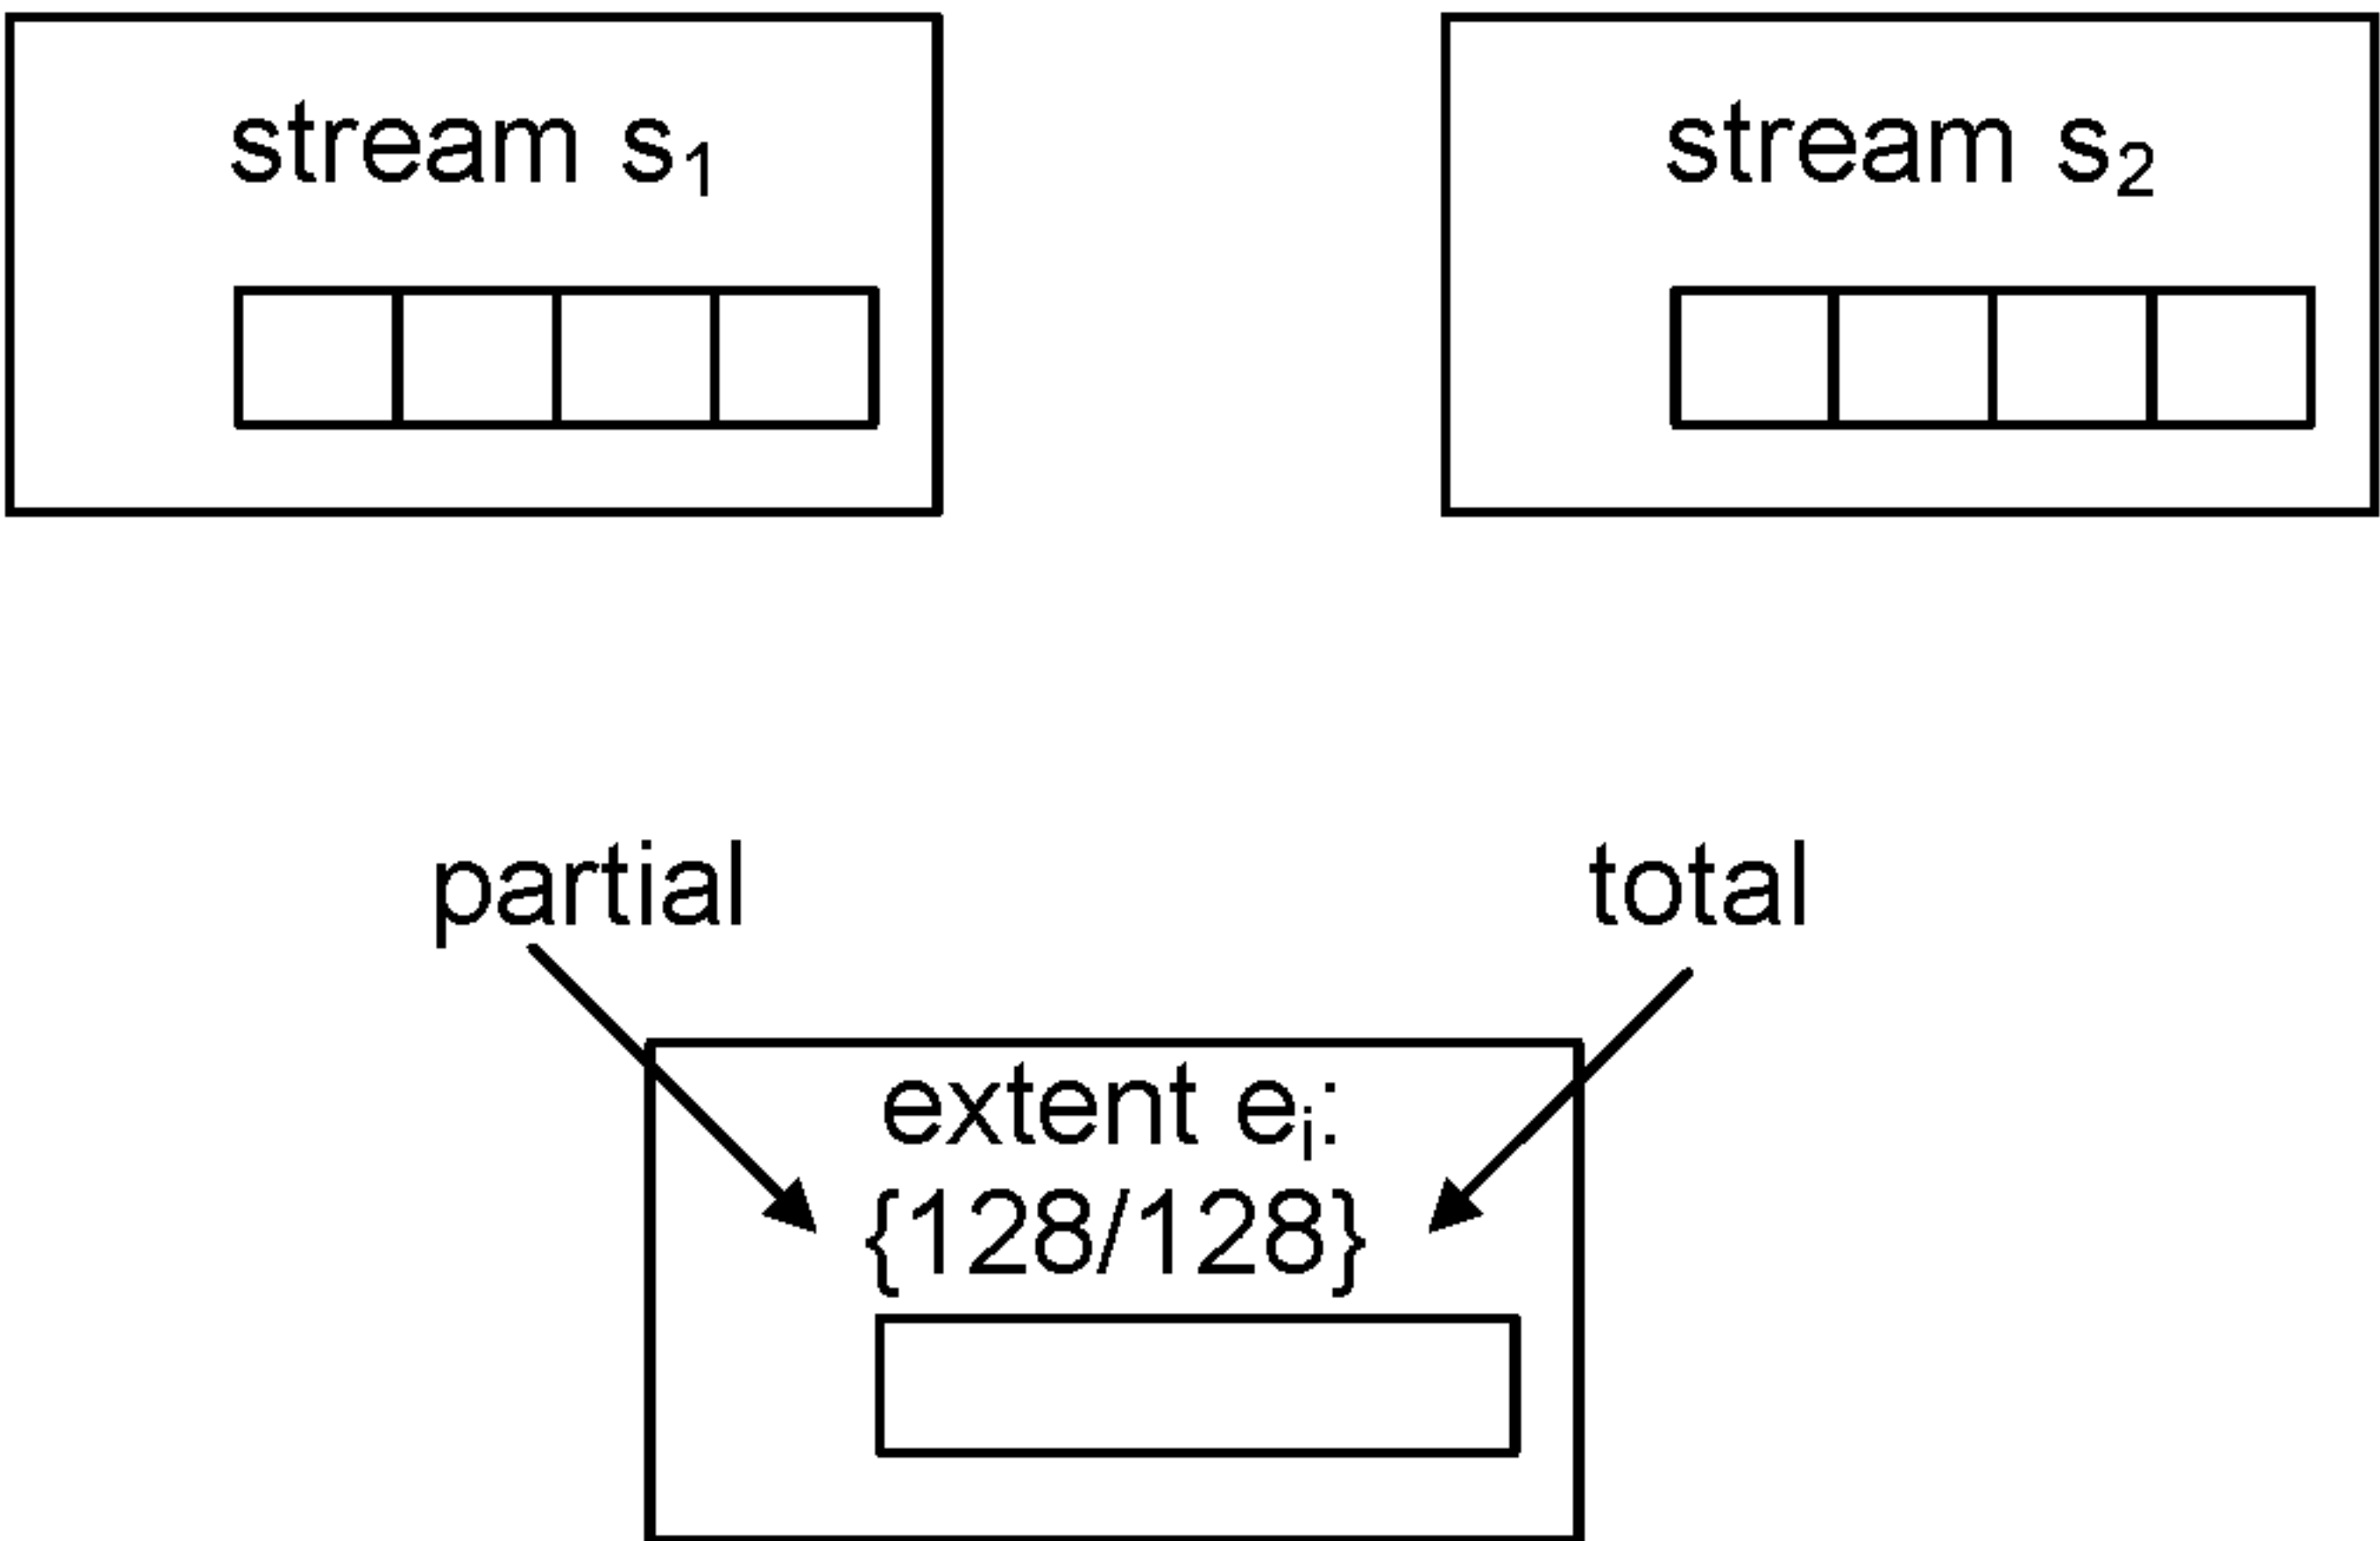 stream s₁
stream s₂
partial
total
extent eᵢ:
{128/128}